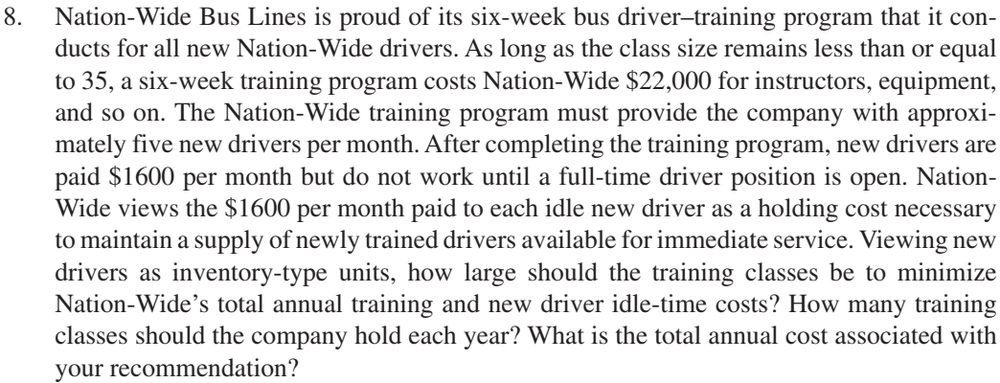 8. Nation-Wide Bus Lines is proud of its six-week bus driver–training program that it con-
ducts for all new Nation-Wide drivers. As long as the class size remains less than or equal
to 35, a six-week training program costs Nation-Wide $22,000 for instructors, equipment,
and so on. The Nation-Wide training program must provide the company with approxi-
mately five new drivers per month. After completing the training program, new drivers are
paid $1600 per month but do not work until a full-time driver position is open. Nation-
Wide views the $1600 per month paid to each idle new driver as a holding cost necessary
to maintain a supply of newly trained drivers available for immediate service. Viewing new
drivers as inventory-type units, how large should the training classes be to minimize
Nation-Wide’s total annual training and new driver idle-time costs? How many training
classes should the company hold each year? What is the total annual cost associated with
your recommendation?